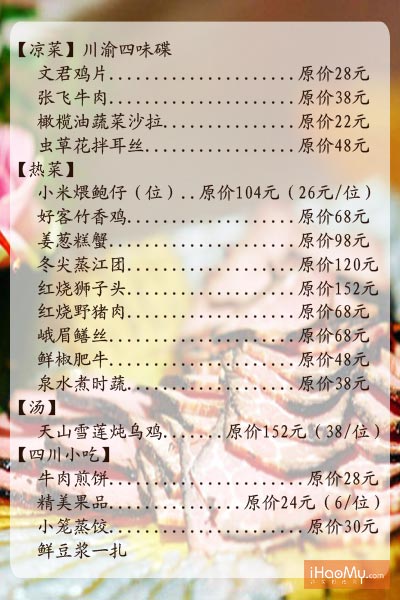 【凉菜】川渝四味碟
文君鸡片......................原价28元
张飞牛肉......................原价38元
橄榄油蔬菜沙拉...............原价22元
虫草花拌耳丝.................原价48元
【热菜】
小米煨鲍仔（位）..原价104元（26元/位）
好客竹香鸡...................原价68元
姜葱糕蟹.....................原价98元
冬尖蒸江团...................原价120元
红烧狮子头...................原价152元
红烧野猪肉...................原价68元
峨眉鳝丝.....................原价68元
鲜椒肥牛.....................原价48元
泉水煮时蔬...................原价38元
【汤】
天山雪莲炖乌鸡.......原价152元（38/位）
【四川小吃】
牛肉煎饼......................原价28元
精美果品...............原价24元（6/位）
小笼蒸饺......................原价30元
鲜豆浆一扎
iHaoMy.com